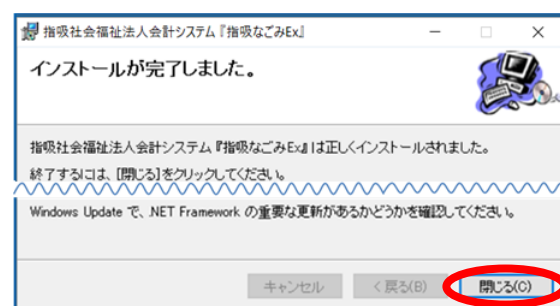 指吸社会福祉法人会計システム『指吸なごみEx』
インストールが完了しました。
指吸社会福祉法人会計システム『指吸なごみEx』は正しくインストールされました。
終了するには、[閉じる]をクリックしてください。
Windows Update で、.NET Framework の重要な更新があるかどうかを確認してください。
キャンセル < 戻る(B) 閉じる(C)